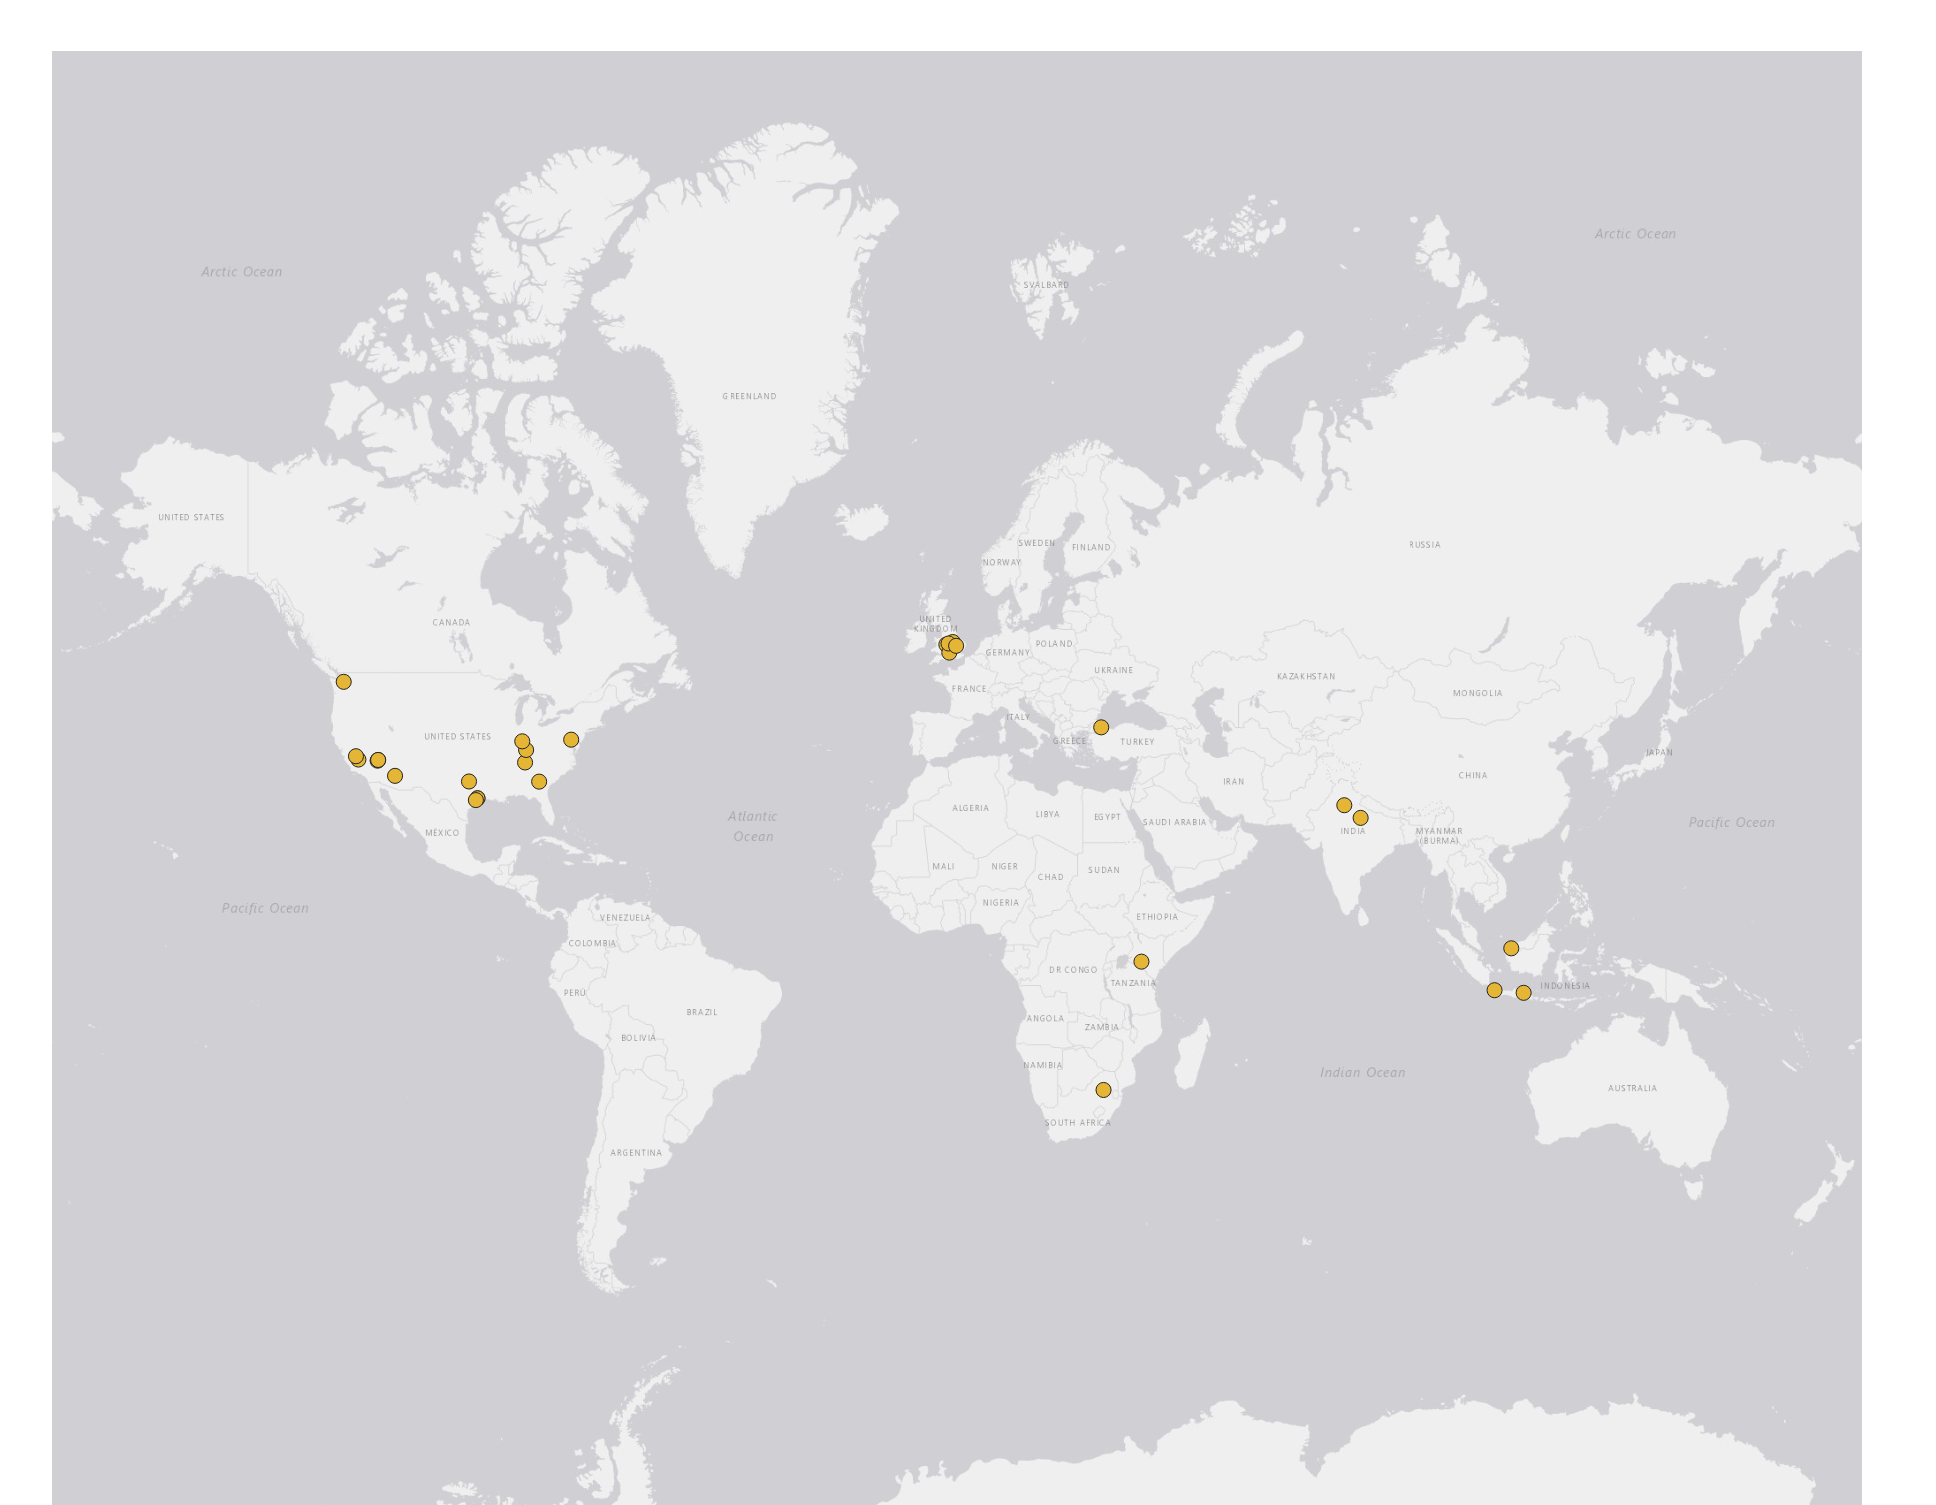 Arctic Ocean
Arctic Ocean
SVALBARD
GREENLAND
UNITED STATES
SWEDEN
FINLAND
RUSSIA
NORWAY
CANADA
UNITED
KINGDOM
POLAND
GERMANY
UKRAINE
KAZAKHSTAN
FRANCE
MONGOLIA
ITALY
UNITED STATES
GREECE
TURKEY
JAPAN
CHINA
IRAN
ALGERIA
LIBYA
EGYPT
SAUDI ARABIA
Atlantic
Ocean
Pacific Ocean
MÉXICO
INDIA
MYANMAR
(BURMA)
MALI
NIGER
CHAD
SUDAN
NIGERIA
Pacific Ocean
VENEZUELA
ETHIOPIA
COLOMBIA
DR CONGO
TANZANIA
INDONESIA
PERÚ
BRAZIL
ANGOLA
ZAMBIA
BOLIVIA
NAMIBIA
Indian Ocean
AUSTRALIA
SOUTH AFRICA
ARGENTINA